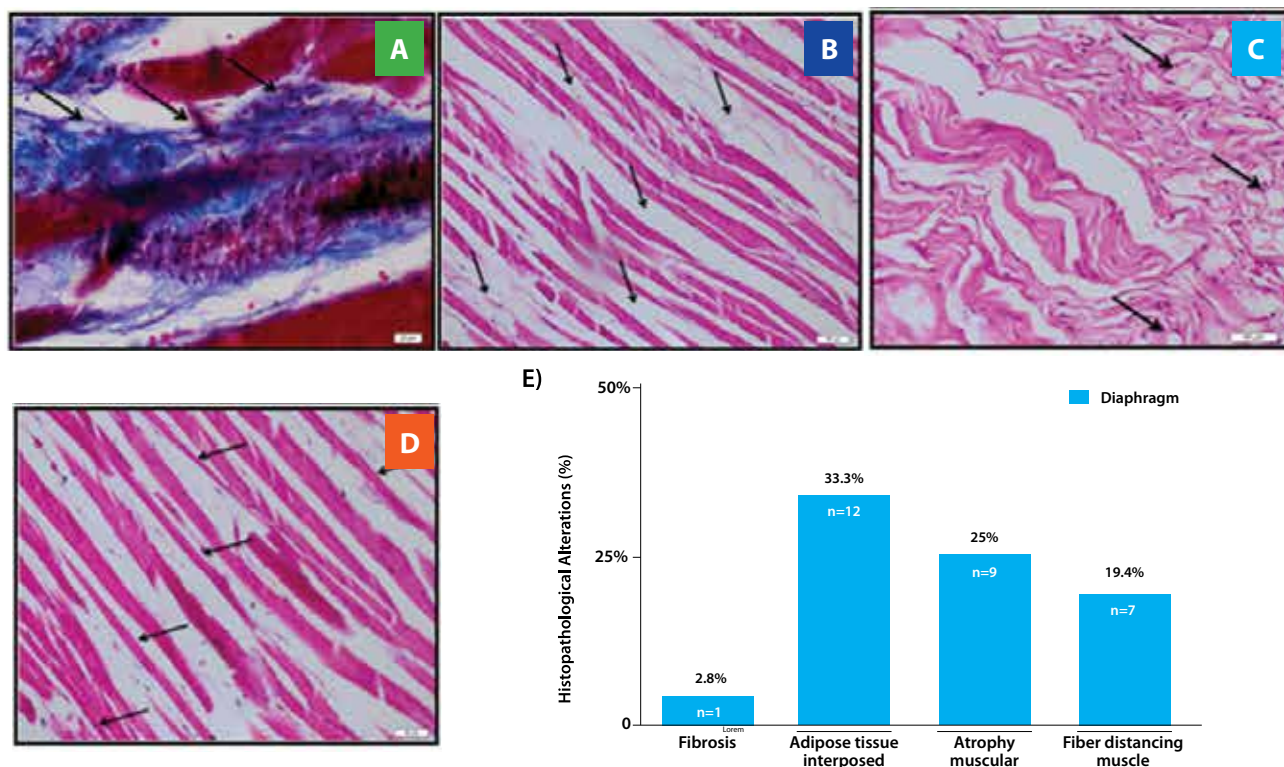 A
B
C
D
E)
50%
25%
0
Histopathological Alterations (%)
Diaphragm
2.8%
n=1
Lorem
Fibrosis
33.3%
n=12
Adipose tissue
interposed
25%
n=9
Atrophy
muscular
19.4%
n=7
Fiber distancing
muscle